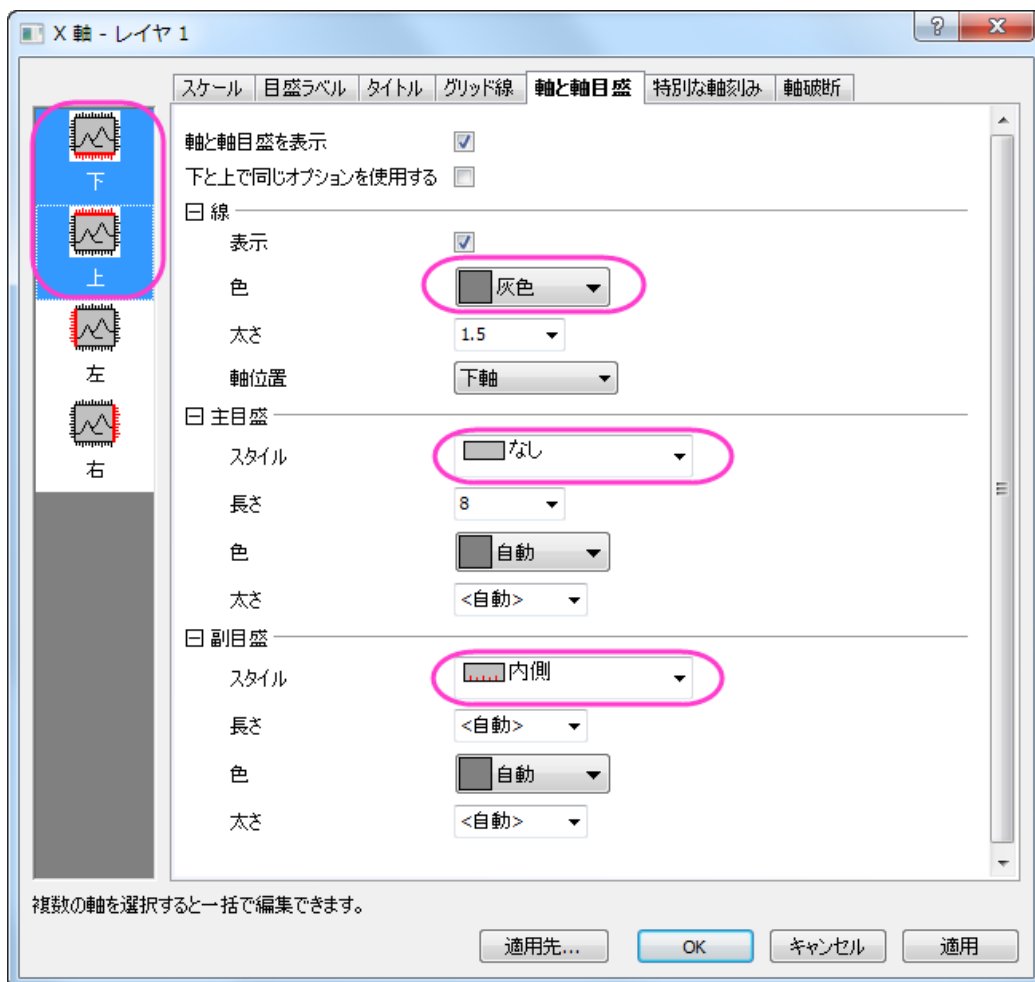 X 軸 - レイヤ 1
スケール 目盛ラベル タイトル グリッド線 軸と軸目盛 特別な軸刻み 軸破断
下
上
左
右
軸と軸目盛を表示
下と上で同じオプションを使用する
線
表示
色 灰色
太さ 1.5
軸位置 下軸
主目盛
スタイル なし
長さ 8
色 自動
太さ <自動>
副目盛
スタイル 内側
長さ <自動>
色 自動
太さ <自動>
複数の軸を選択すると一括で編集できます。
適用先... OK キャンセル 適用